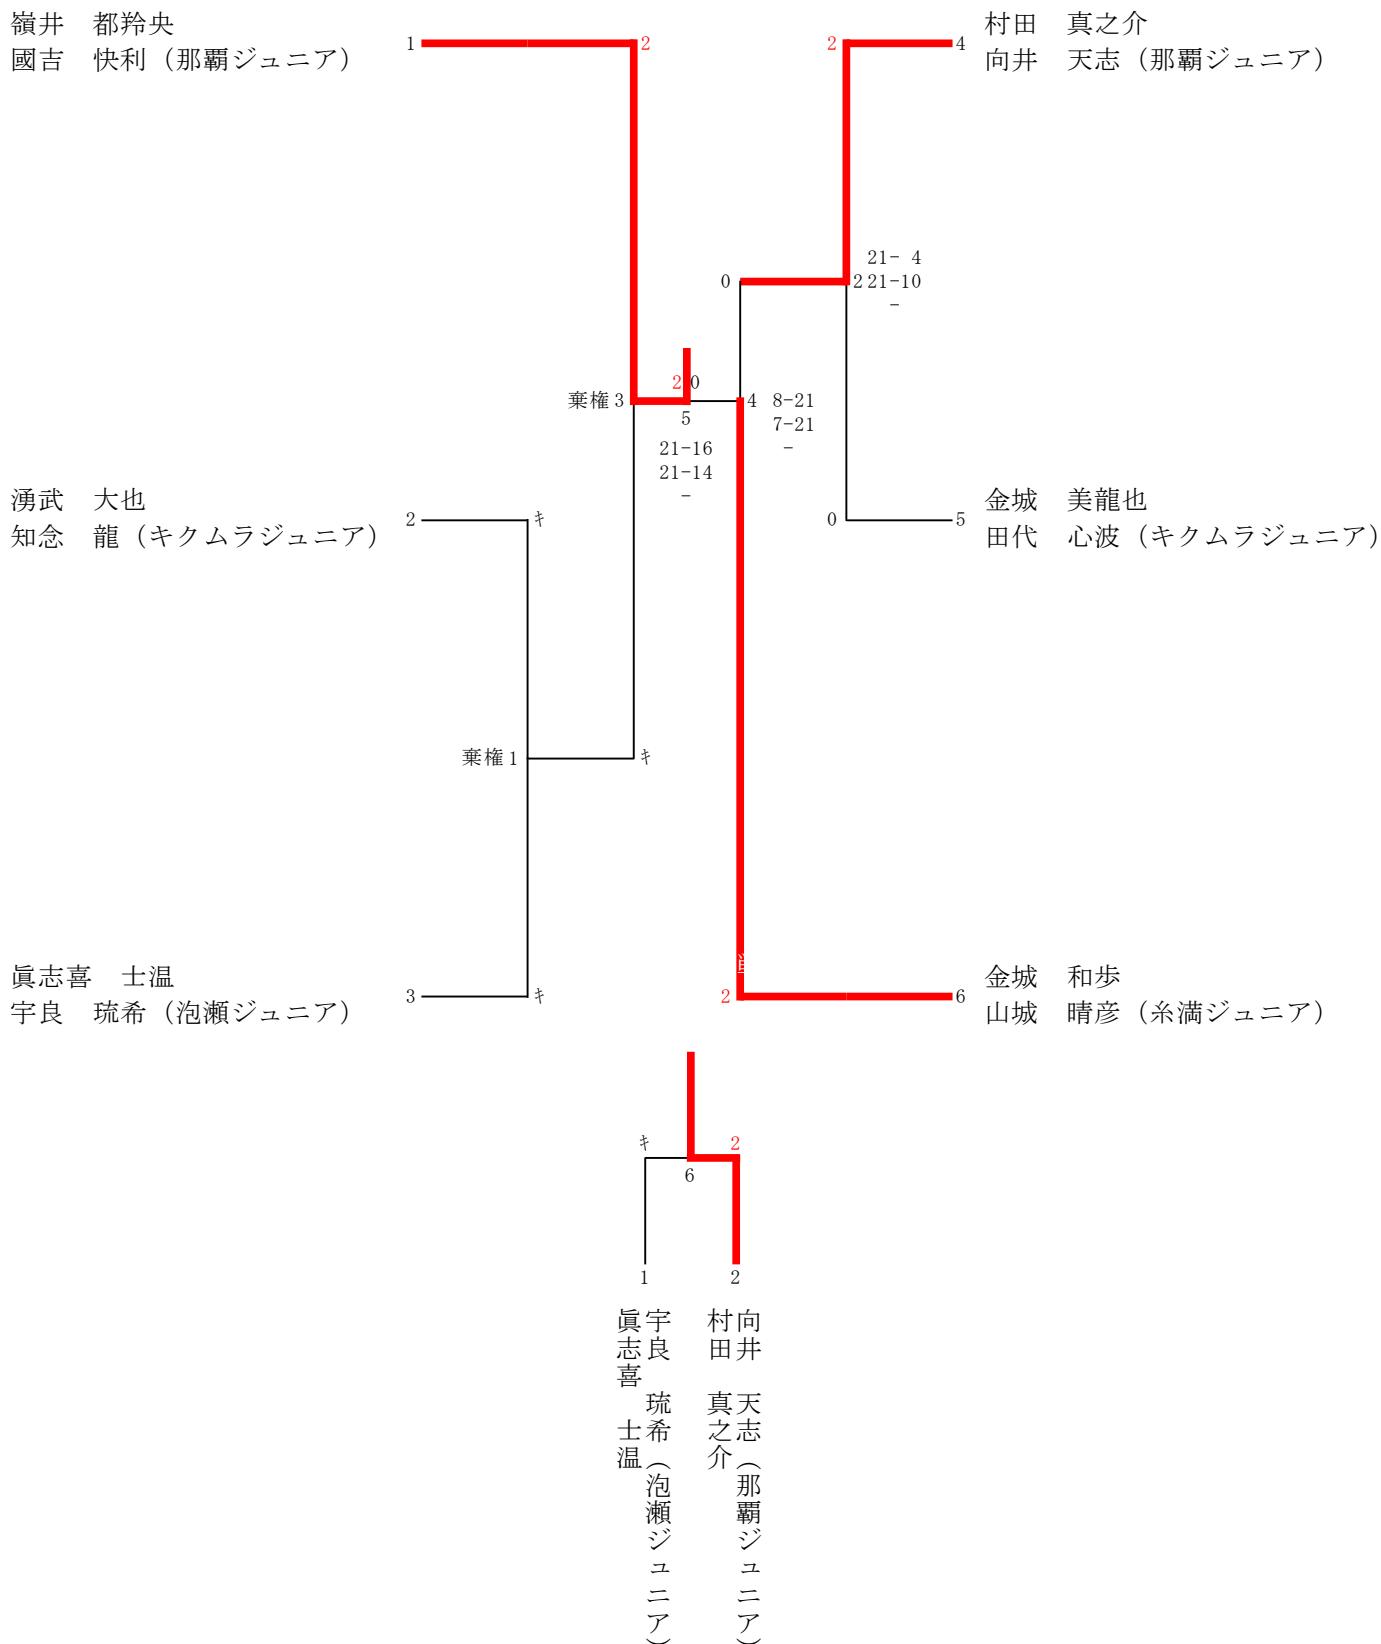 嶺井　都羚央
國吉　快利（那覇ジュニア）
1
2
村田　真之介
向井　天志（那覇ジュニア）
2
4
21- 4
2 21-10
-
0
2 0
棄権 3
5
4
8-21
7-21
-
21-16
21-14
-
湧武　大也
知念　龍（キクムラジュニア）
2
ｷ
金城　美龍也
田代　心波（キクムラジュニア）
0
5
棄権 1
ｷ
眞志喜　士温
宇良　琉希（泡瀬ジュニア）
3
ｷ
金城　和歩
山城　晴彦（糸満ジュニア）
2
6
ｷ
2
6
1
2
眞志喜　士温
宇良　琉希（泡瀬ジュニア）
村田　真之介
向井　天志（那覇ジュニア）